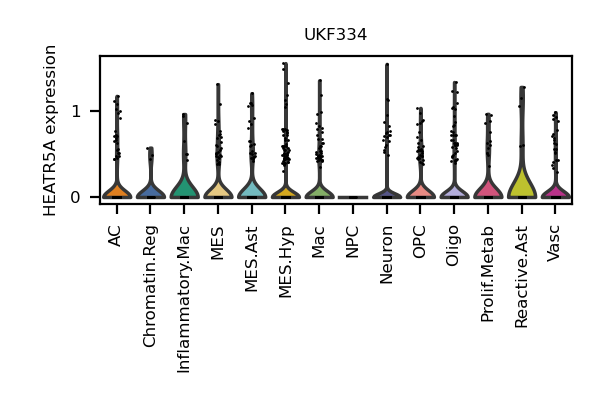 UKF334
HEATR5A expression
1
0
AC
Chromatin.Reg
Inflammatory.Mac
MES
MES.Ast
MES.Hyp
Mac
NPC
Neuron
OPC
Oligo
Prolif.Metab
Reactive.Ast
Vasc